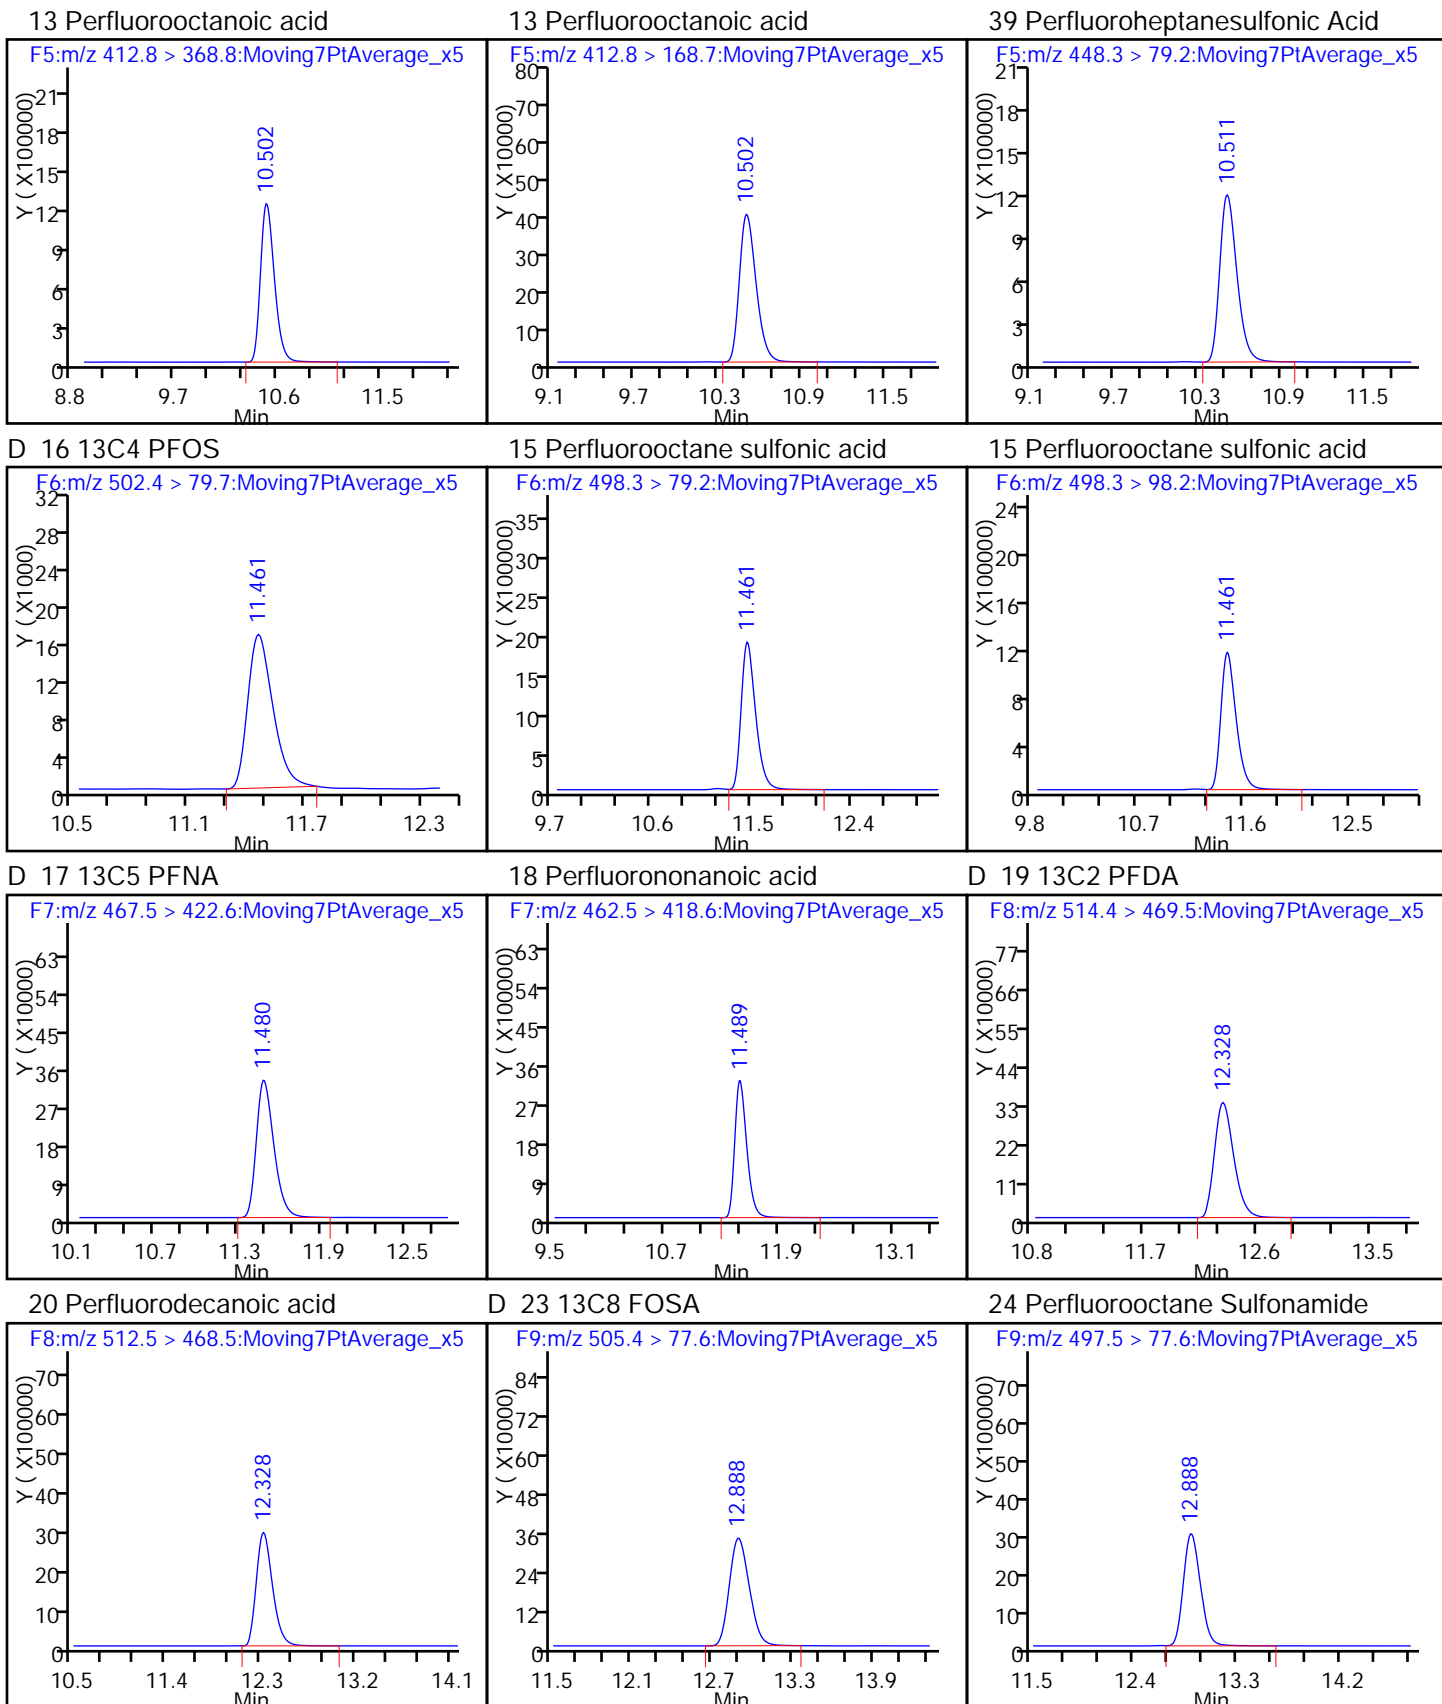 13 Perfluorooctanoic acid
F5:m/z 412.8 > 368.8:Moving7PtAverage_x5
Y ( X100000)
21
18
15
12
9
6
3
0
10.502
8.8 9.7 10.6 11.5
Min
13 Perfluorooctanoic acid
F5:m/z 412.8 > 168.7:Moving7PtAverage_x5
Y ( X100000)
80
70
60
50
40
30
20
10
0
10.502
9.1 9.7 10.3 10.9 11.5
Min
39 Perfluoroheptanesulfonic Acid
F5:m/z 448.3 > 79.2:Moving7PtAverage_x5
Y ( X100000)
21
18
15
12
9
6
3
0
10.511
9.1 9.7 10.3 10.9 11.5
Min
D 16 13C4 PFOS
F6:m/z 502.4 > 79.7:Moving7PtAverage_x5
Y ( X1000)
32
28
24
20
16
12
8
4
0
11.461
10.5 11.1 11.7 12.3
Min
15 Perfluorooctane sulfonic acid
F6:m/z 498.3 > 79.2:Moving7PtAverage_x5
Y ( X100000)
35
30
25
20
15
10
5
0
11.461
9.7 10.6 11.5 12.4
Min
15 Perfluorooctane sulfonic acid
F6:m/z 498.3 > 98.2:Moving7PtAverage_x5
Y ( X100000)
24
20
16
12
8
4
0
11.461
9.8 10.7 11.6 12.5
Min
D 17 13C5 PFNA
F7:m/z 467.5 > 422.6:Moving7PtAverage_x5
Y ( X10000)
63
54
45
36
27
18
9
0
11.480
10.1 10.7 11.3 11.9 12.5
Min
18 Perfluorononanoic acid
F7:m/z 462.5 > 418.6:Moving7PtAverage_x5
Y ( X100000)
63
54
45
36
27
18
9
0
11.489
9.5 10.7 11.9 13.1
Min
D 19 13C2 PFDA
F8:m/z 514.4 > 469.5:Moving7PtAverage_x5
Y ( X10000)
77
66
55
44
33
22
11
0
12.328
10.8 11.7 12.6 13.5
Min
20 Perfluorodecanoic acid
F8:m/z 512.5 > 468.5:Moving7PtAverage_x5
Y ( X100000)
70
60
50
40
30
20
10
0
12.328
10.5 11.4 12.3 13.2 14.1
Min
D 23 13C8 FOSA
F9:m/z 505.4 > 77.6:Moving7PtAverage_x5
Y ( X100000)
84
72
60
48
36
24
12
0
12.888
11.5 12.1 12.7 13.3 13.9
Min
24 Perfluorooctane Sulfonamide
F9:m/z 497.5 > 77.6:Moving7PtAverage_x5
Y ( X100000)
70
60
50
40
30
20
10
0
12.888
11.5 12.4 13.3 14.2
Min